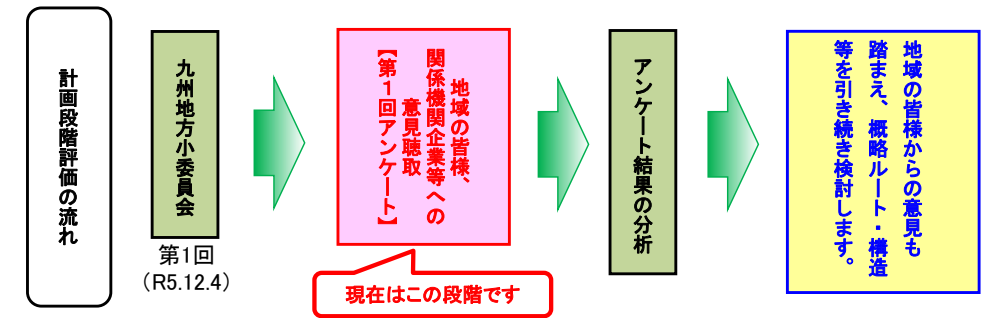 計画段階評価の流れ
九州地方小委員会
第1回
（R5.12.4）
地域の皆様、
関係機関企業等への
意見聴取
【第１回アンケート】
現在はこの段階です
アンケート結果の分析
地域の皆様からの意見も
踏まえ、概略ルート・構造
等を引き続き検討します。